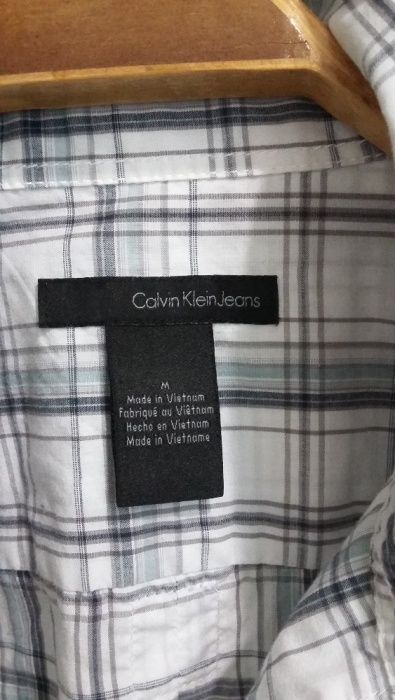 Calvin Klein Jeans
M
Made in Vietnam
Fabriqué au Viêtnam
Hecho en Vietnam
Made in Vietname